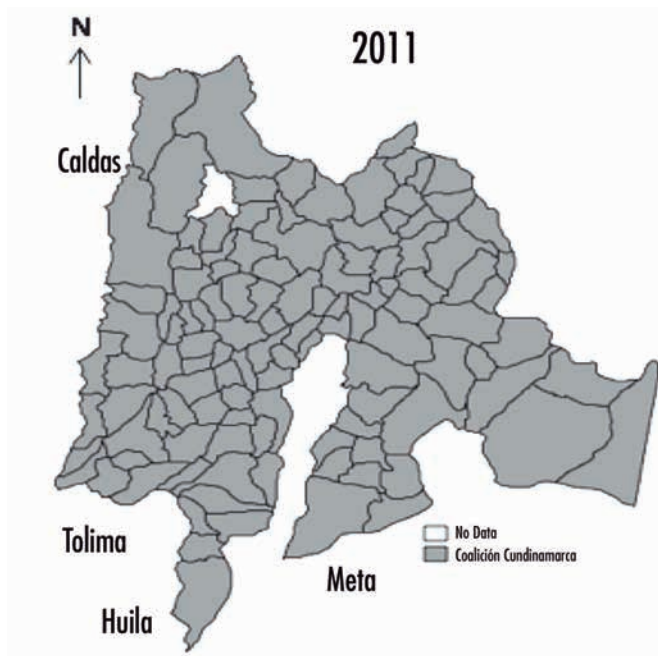 N
2011
Caldas
No Data
Coalición Cundinamarca
Tolima
Meta
Huila